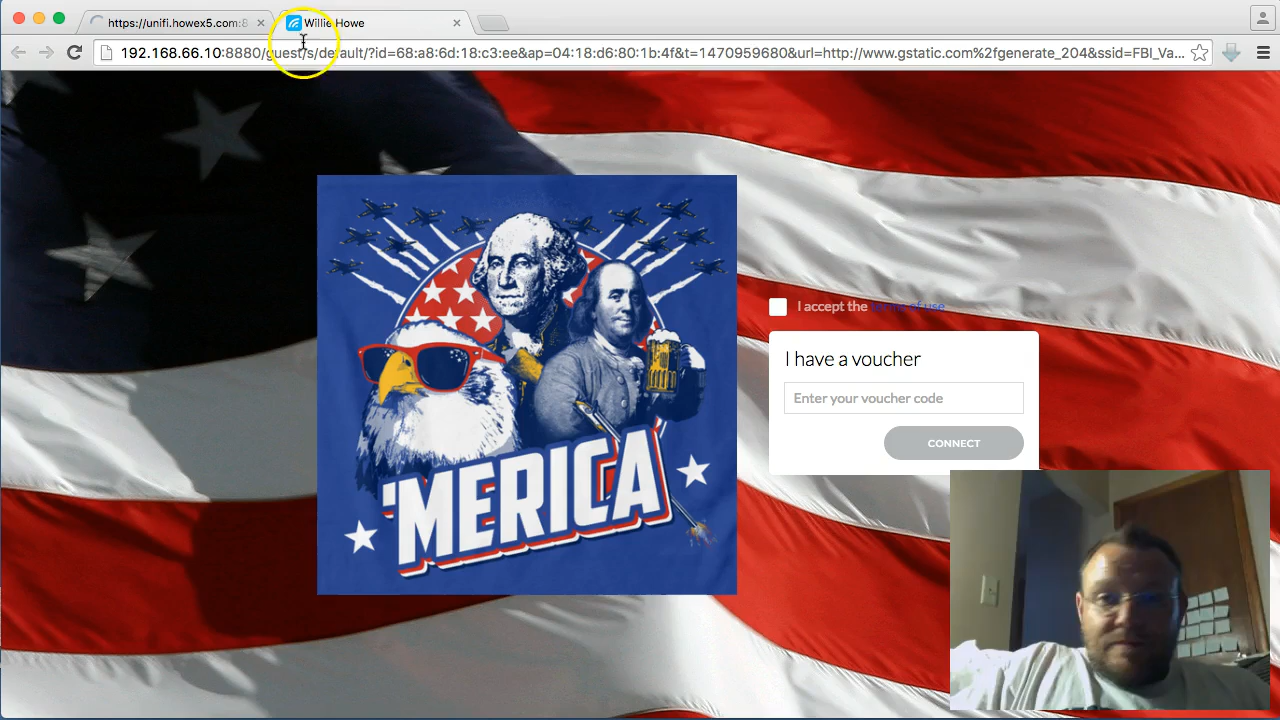 https://unifi.howex5.com:8
Willie Howe
192.168.66.10:8880/guest/s/default/?id=68:a8:6d:18:c3:ee&ap=04:18:d6:80:1b:4f&t=1470959680&url=http://www.gstatic.com%2fgenerate_204&ssid=FBI_Va...
I accept the terms of use
I have a voucher
Enter your voucher code
CONNECT
'MERICA